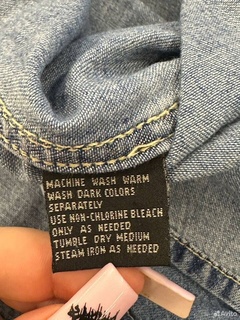 MACHINE WASH WARM
WASH DARK COLORS
SEPARATELY
USE NON-CHLORINE BLEACH
ONLY AS NEEDED
TUMBLE DRY MEDIUM
STEAM IRON AS NEEDED
Avito